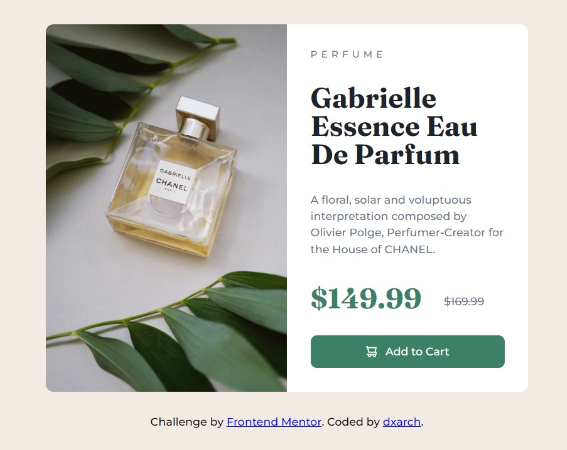 PERFUME
Gabrielle
Essence Eau
De Parfum
GABRIELLE
CHANEL
PARIS
A floral, solar and voluptuous
interpretation composed by
Olivier Polge, Perfumer-Creator for
the House of CHANEL.
$149.99 $169.99
Add to Cart
Challenge by Frontend Mentor. Coded by dxarch.